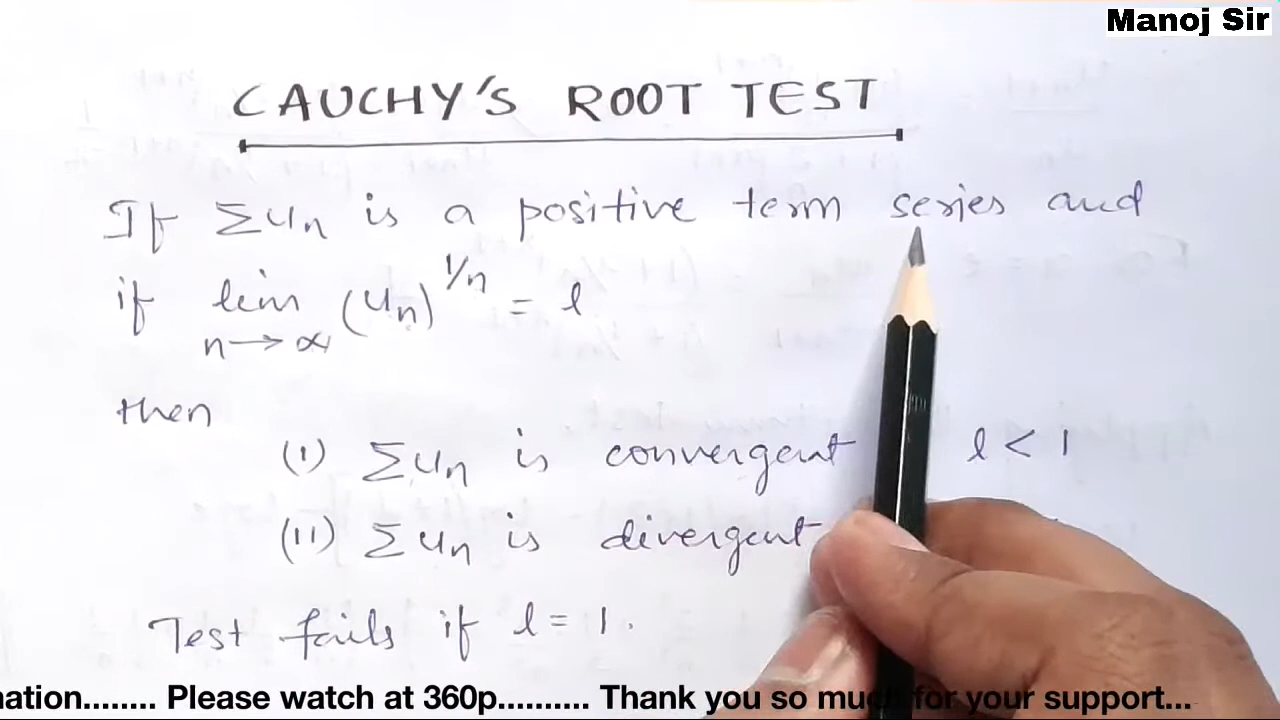 Manoj Sir
CAUCHY'S ROOT TEST
If Σun is a positive term series and
if lim (un)^1/n = l
n→∞
then
(i) Σun is convergent l < 1
(ii) Σun is divergent
Test fails if l = 1.
nation........ Please watch at 360p.......... Thank you so much for your support...